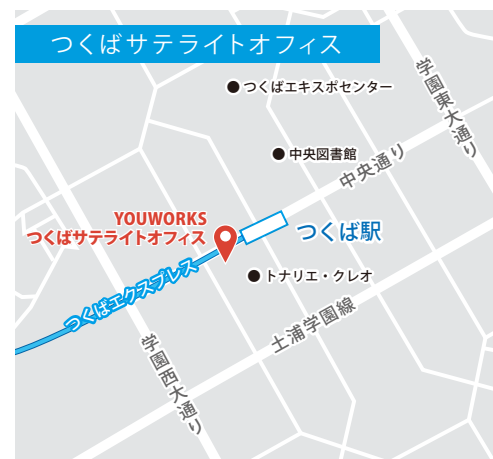 つくばサテライトオフィス
つくばエキスポセンター
学園東大通り
中央図書館
中央通り
YOUWORKS
つくばサテライトオフィス
つくば駅
つくばエクスプレス
トナリエ・クレオ
土浦学園線
学園西大通り